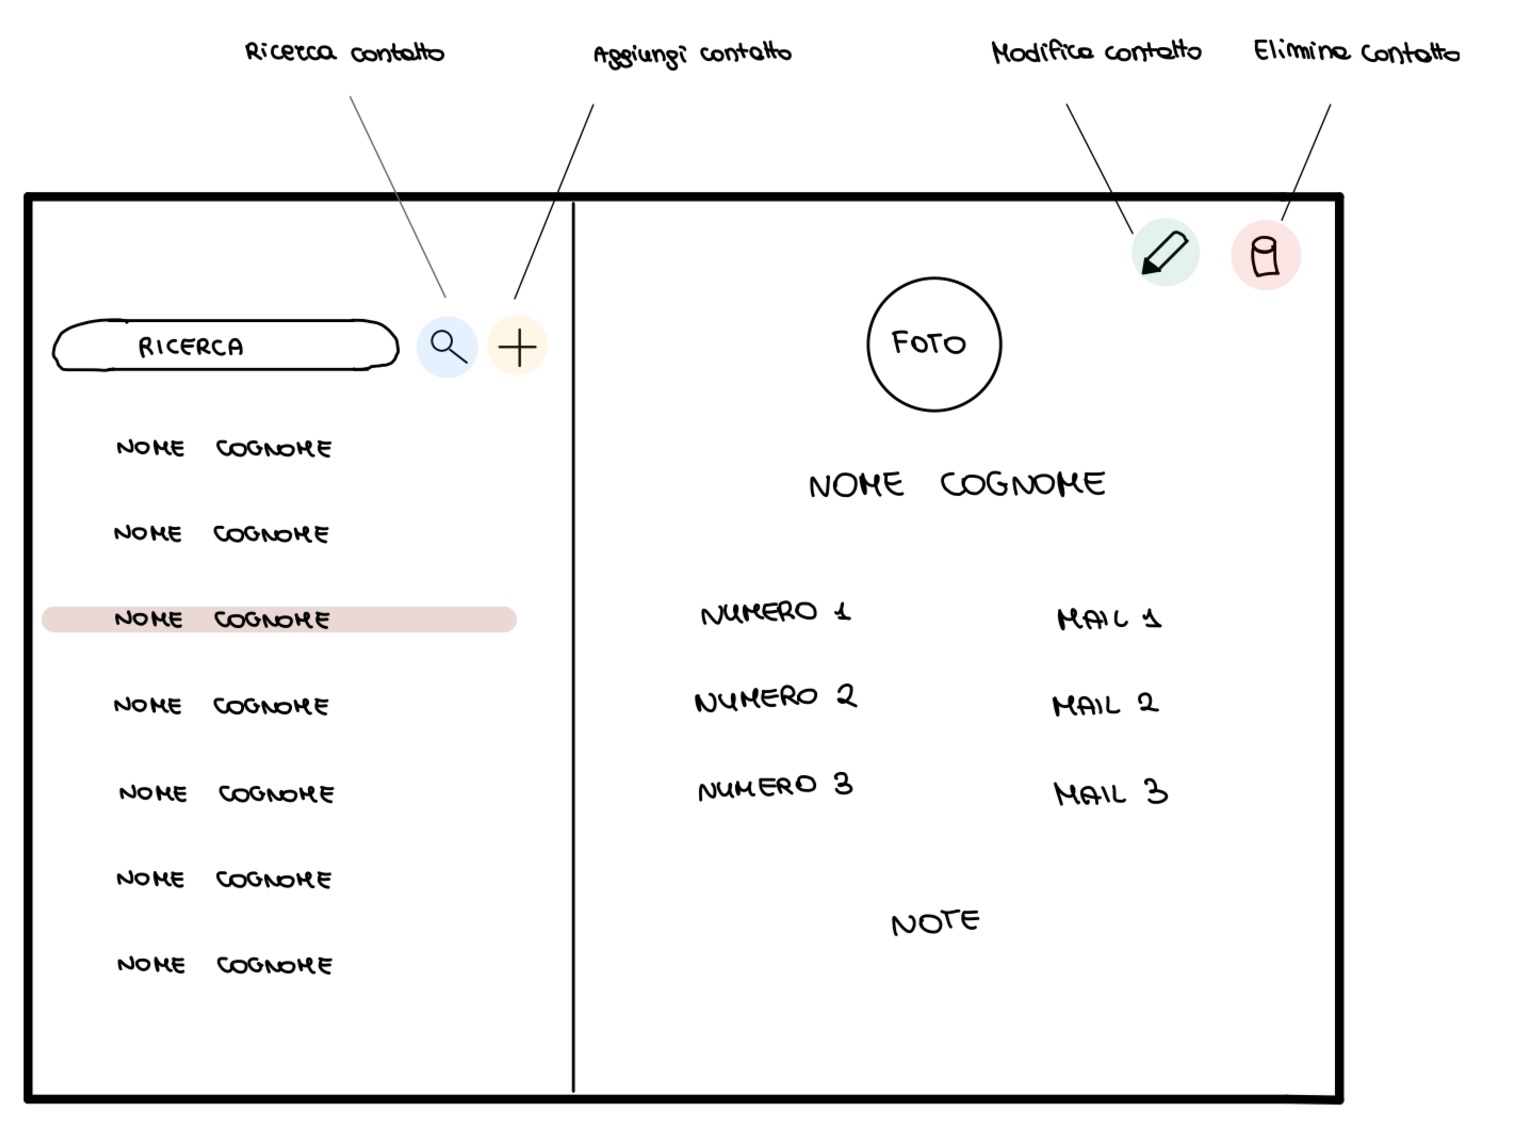 Ricerca contatto
Aggiungi contatto
Modifica contatto
Elimina contatto
RICERCA
NOME COGNOME
NOME COGNOME
NOME COGNOME
NOME COGNOME
NOME COGNOME
NOME COGNOME
NOME COGNOME
FOTO
NOME COGNOME
NUMERO 1
MAIL 1
NUMERO 2
MAIL 2
NUMERO 3
MAIL 3
NOTE